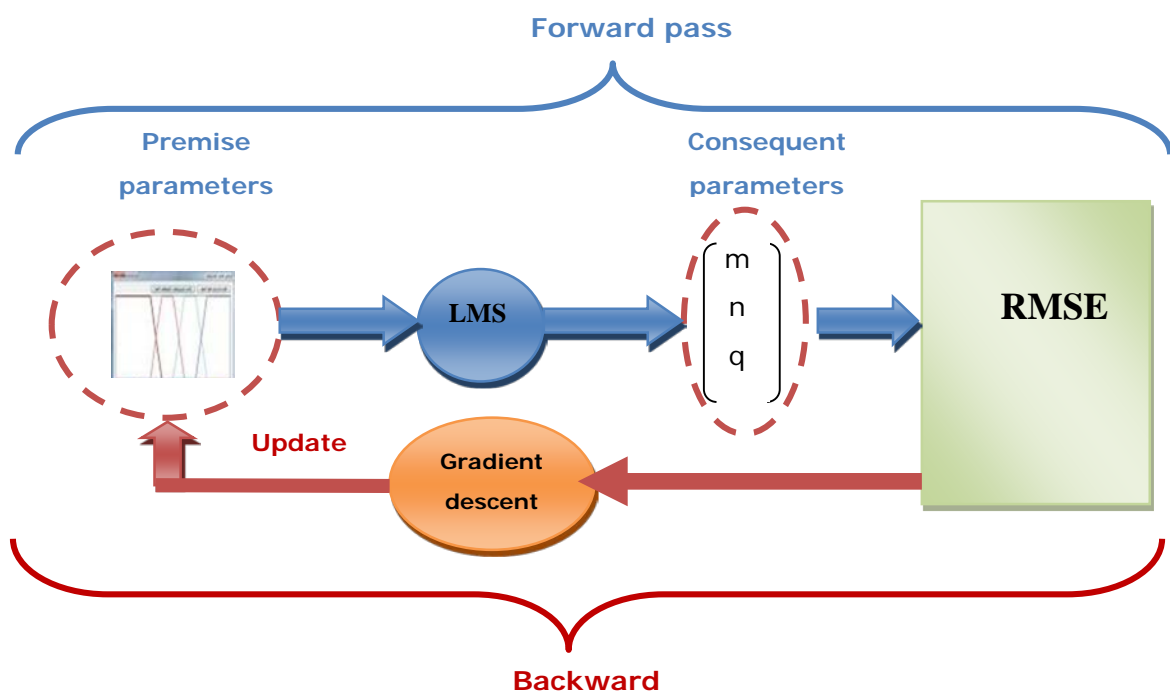 Forward pass
Premise
parameters
Consequent
parameters
LMS
m
n
q
RMSE
Update
Gradient
descent
Backward